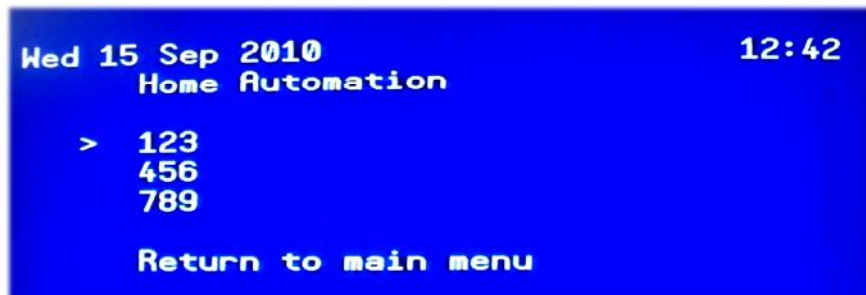 Wed 15 Sep 2010 12:42
Home Automation
> 123
456
789
Return to main menu